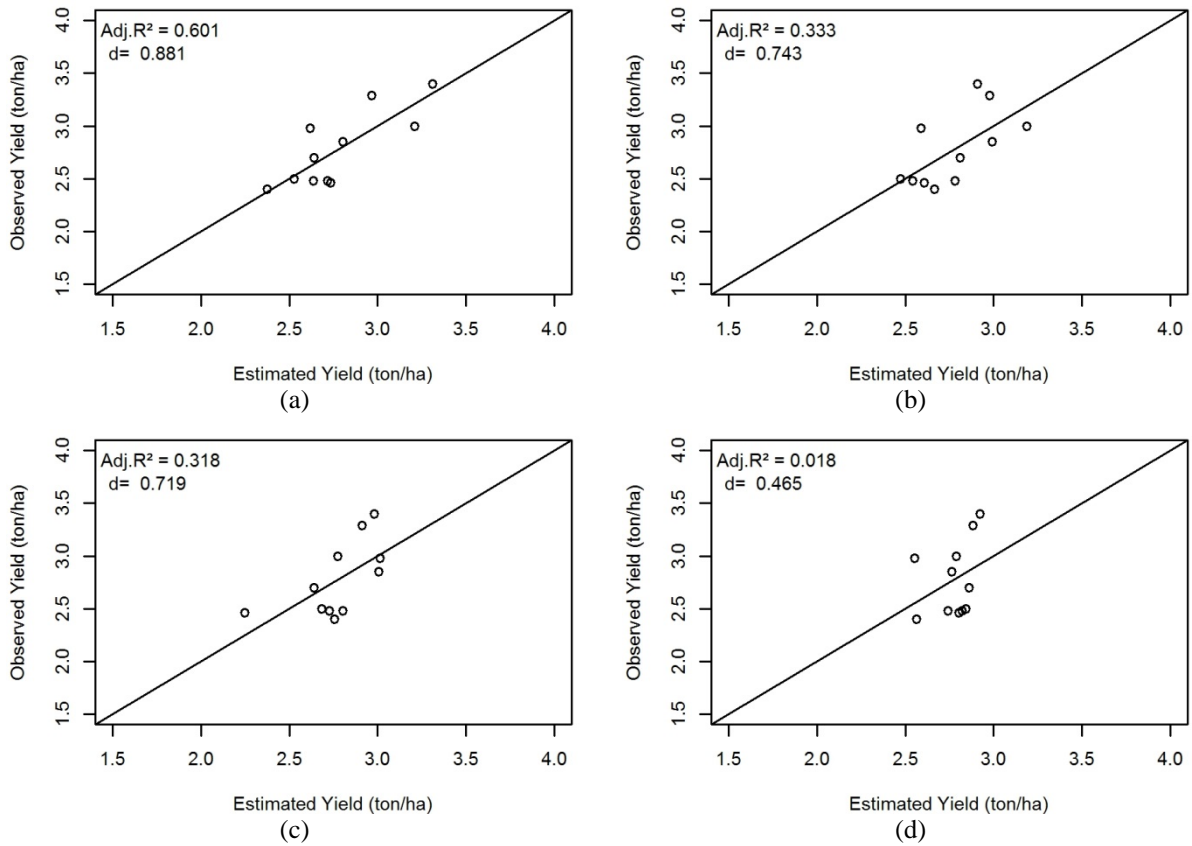 Adj.R² = 0.601
d= 0.881
Observed Yield (ton/ha)
4.0
3.5
3.0
2.5
2.0
1.5
1.5 2.0 2.5 3.0 3.5 4.0
Estimated Yield (ton/ha)
(a)
Adj.R² = 0.333
d= 0.743
Observed Yield (ton/ha)
4.0
3.5
3.0
2.5
2.0
1.5
1.5 2.0 2.5 3.0 3.5 4.0
Estimated Yield (ton/ha)
(b)
Adj.R² = 0.318
d= 0.719
Observed Yield (ton/ha)
4.0
3.5
3.0
2.5
2.0
1.5
1.5 2.0 2.5 3.0 3.5 4.0
Estimated Yield (ton/ha)
(c)
Adj.R² = 0.018
d= 0.465
Observed Yield (ton/ha)
4.0
3.5
3.0
2.5
2.0
1.5
1.5 2.0 2.5 3.0 3.5 4.0
Estimated Yield (ton/ha)
(d)